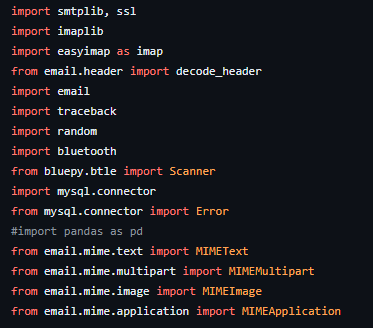 import smtplib, ssl
import imaplib
import easyimap as imap
from email.header import decode_header
import email
import traceback
import random
import bluetooth
from bluepy.btle import Scanner
import mysql.connector
from mysql.connector import Error
#import pandas as pd
from email.mime.text import MIMEText
from email.mime.multipart import MIMEMultipart
from email.mime.image import MIMEImage
from email.mime.application import MIMEApplication